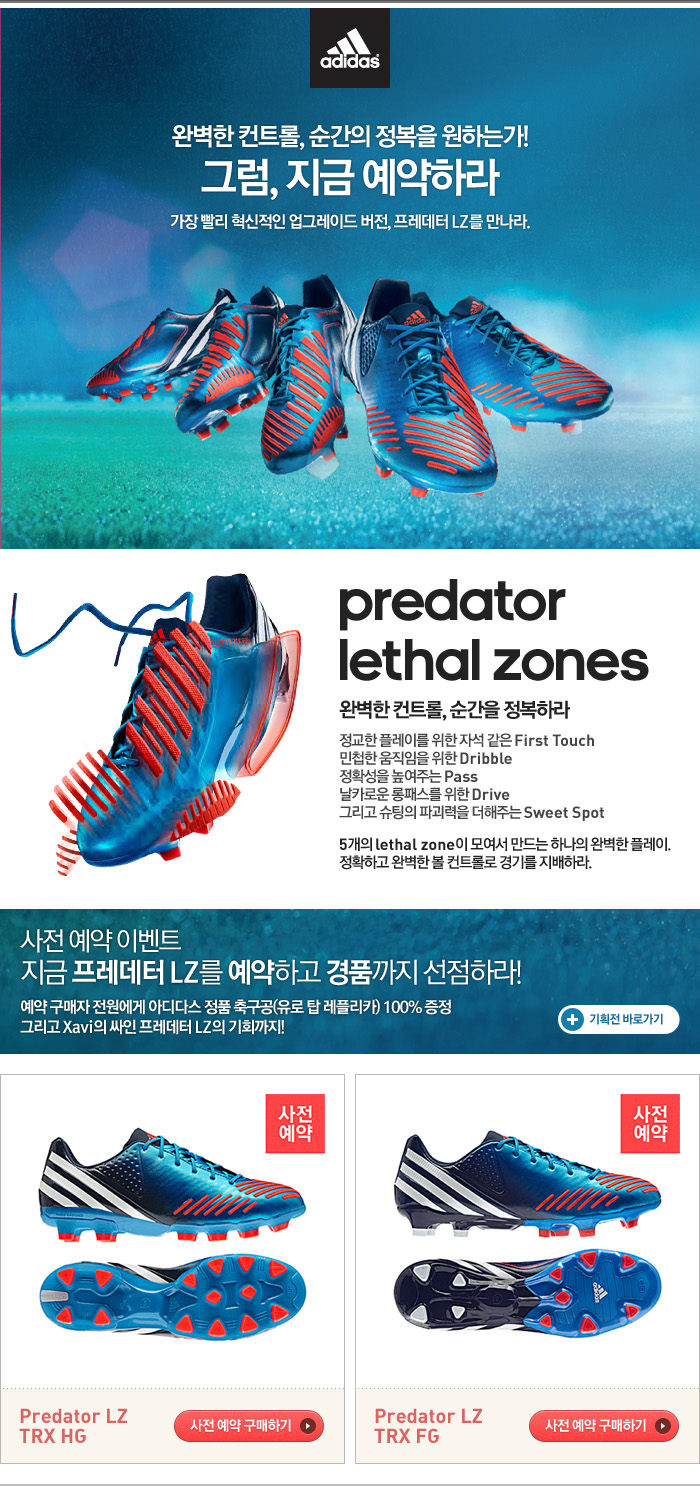 adidas
완벽한 컨트롤, 순간의 정복을 원하는가!
그럼, 지금 예약하라
가장 빨리 혁신적인 업그레이드 버전, 프레데터 LZ를 만나라.
predator
lethal zones
완벽한 컨트롤, 순간을 정복하라
정교한 플레이를 위한 자석 같은 First Touch
민첩한 움직임을 위한 Dribble
정확성을 높여주는 Pass
날카로운 롱패스를 위한 Drive
그리고 슈팅의 파괴력을 더해주는 Sweet Spot
5개의 lethal zone이 모여서 만드는 하나의 완벽한 플레이.
정확하고 완벽한 볼 컨트롤로 경기를 지배하라.
사전 예약 이벤트
지금 프레데터 LZ를 예약하고 경품까지 선점하라!
예약 구매자 전원에게 아디다스 정품 축구공(유로 탑 레플리카) 100% 증정
그리고 Xavi의 싸인 프레데터 LZ의 기회까지!
기획전 바로가기
사전
예약
사전
예약
adidas
Predator LZ
TRX HG
사전 예약 구매하기
Predator LZ
TRX FG
사전 예약 구매하기